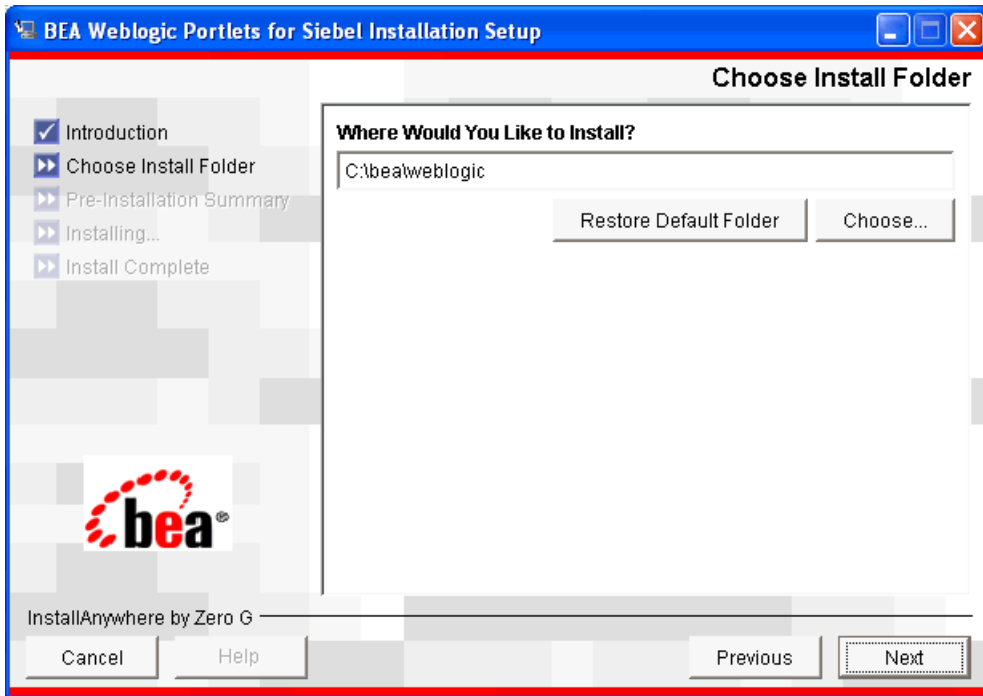 BEA Weblogic Portlets for Siebel Installation Setup
Choose Install Folder
Introduction
Choose Install Folder
Pre-Installation Summary
Installing...
Install Complete
Where Would You Like to Install?
C:\bea\weblogic
Restore Default Folder
Choose...
bea®
InstallAnywhere by Zero G
Cancel
Help
Previous
Next